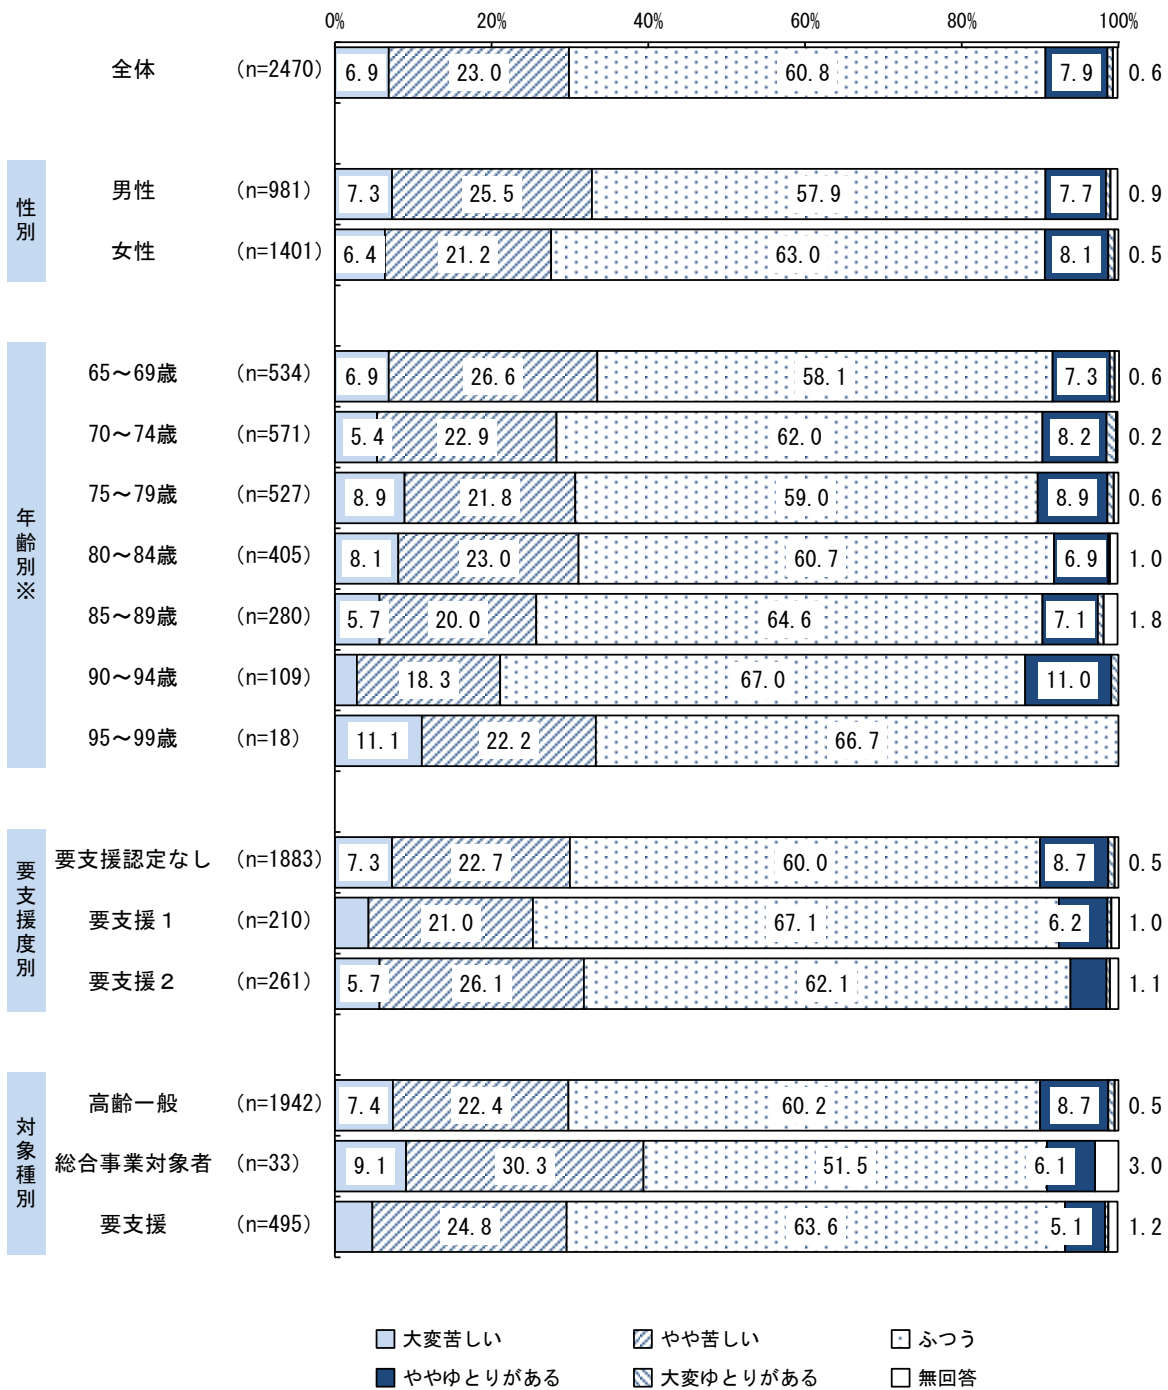 0% 20% 40% 60% 80% 100%
全体 (n=2470) 6.9 23.0 60.8 7.9 0.6
性別
男性 (n=981) 7.3 25.5 57.9 7.7 0.9
女性 (n=1401) 6.4 21.2 63.0 8.1 0.5
年齢別※
65～69歳 (n=534) 6.9 26.6 58.1 7.3 0.6
70～74歳 (n=571) 5.4 22.9 62.0 8.2 0.2
75～79歳 (n=527) 8.9 21.8 59.0 8.9 0.6
80～84歳 (n=405) 8.1 23.0 60.7 6.9 1.0
85～89歳 (n=280) 5.7 20.0 64.6 7.1 1.8
90～94歳 (n=109) 18.3 67.0 11.0
95～99歳 (n=18) 11.1 22.2 66.7
要支援度別
要支援認定なし (n=1883) 7.3 22.7 60.0 8.7 0.5
要支援１ (n=210) 21.0 67.1 6.2 1.0
要支援２ (n=261) 5.7 26.1 62.1 1.1
対象種別
高齢一般 (n=1942) 7.4 22.4 60.2 8.7 0.5
総合事業対象者 (n=33) 9.1 30.3 51.5 6.1 3.0
要支援 (n=495) 24.8 63.6 5.1 1.2
大変苦しい やや苦しい ふつう
ややゆとりがある 大変ゆとりがある 無回答